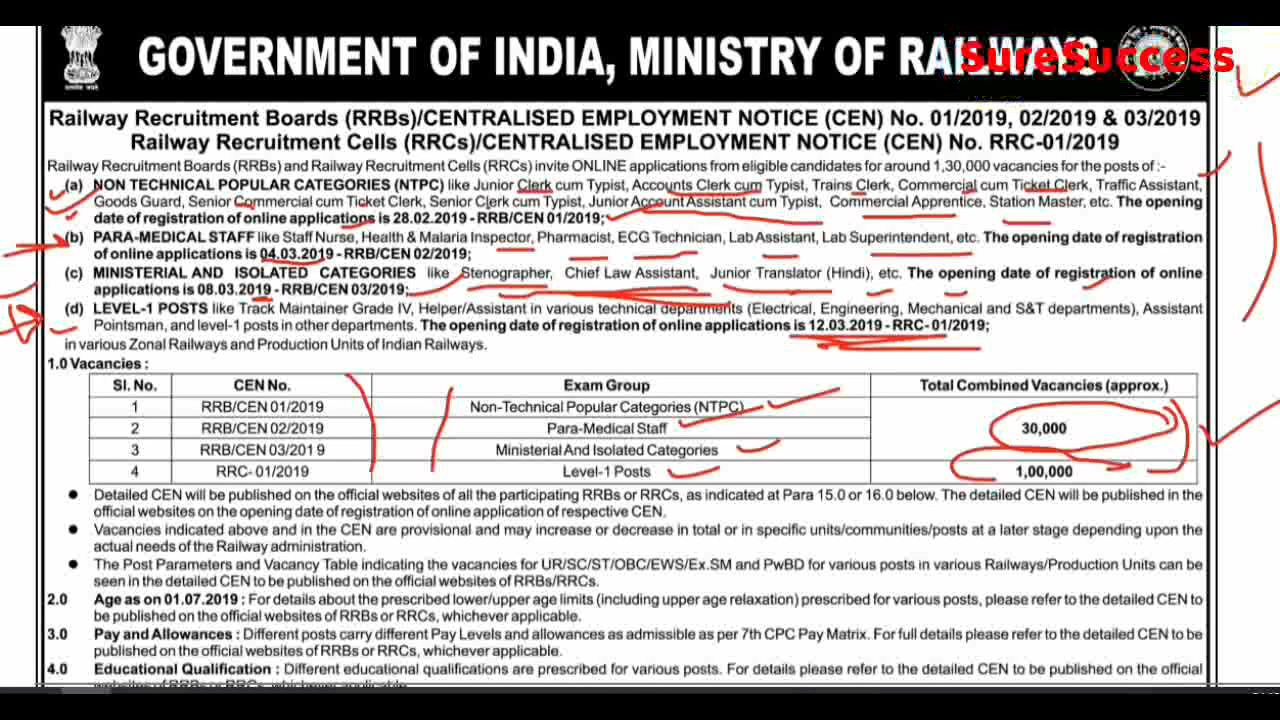 GOVERNMENT OF INDIA, MINISTRY OF RAILWAYS
SureSuccess
Railway Recruitment Boards (RRBs)/CENTRALISED EMPLOYMENT NOTICE (CEN) No. 01/2019, 02/2019 & 03/2019
Railway Recruitment Cells (RRCs)/CENTRALISED EMPLOYMENT NOTICE (CEN) No. RRC-01/2019
Railway Recruitment Boards (RRBs) and Railway Recruitment Cells (RRCs) invite ONLINE applications from eligible candidates for around 1,30,000 vacancies for the posts of :-
(a) NON TECHNICAL POPULAR CATEGORIES (NTPC) like Junior Clerk cum Typist, Accounts Clerk cum Typist, Trains Clerk, Commercial cum Ticket Clerk, Traffic Assistant,
Goods Guard, Senior Commercial cum Ticket Clerk, Senior Clerk cum Typist, Junior Account Assistant cum Typist, Commercial Apprentice, Station Master, etc. The opening
date of registration of online applications is 28.02.2019 - RRB/CEN 01/2019;
(b) PARA-MEDICAL STAFF like Staff Nurse, Health & Malaria Inspector, Pharmacist, ECG Technician, Lab Assistant, Lab Superintendent, etc. The opening date of registration
of online applications is 04.03.2019 - RRB/CEN 02/2019;
(c) MINISTERIAL AND ISOLATED CATEGORIES like Stenographer, Chief Law Assistant, Junior Translator (Hindi), etc. The opening date of registration of online
applications is 08.03.2019 - RRB/CEN 03/2019;
(d) LEVEL-1 POSTS like Track Maintainer Grade IV, Helper/Assistant in various technical departments (Electrical, Engineering, Mechanical and S&T departments), Assistant
Pointsman, and level-1 posts in other departments. The opening date of registration of online applications is 12.03.2019 - RRC- 01/2019;
in various Zonal Railways and Production Units of Indian Railways.
1.0 Vacancies :
Sl. No. CEN No. Exam Group Total Combined Vacancies (approx.)
1 RRB/CEN 01/2019 Non-Technical Popular Categories (NTPC)
2 RRB/CEN 02/2019 Para-Medical Staff 30,000
3 RRB/CEN 03/2019 Ministerial And Isolated Categories
4 RRC- 01/2019 Level-1 Posts 1,00,000
● Detailed CEN will be published on the official websites of all the participating RRBs or RRCs, as indicated at Para 15.0 or 16.0 below. The detailed CEN will be published in the
official websites on the opening date of registration of online application of respective CEN.
● Vacancies indicated above and in the CEN are provisional and may increase or decrease in total or in specific units/communities/posts at a later stage depending upon the
actual needs of the Railway administration.
● The Post Parameters and Vacancy Table indicating the vacancies for UR/SC/ST/OBC/EWS/Ex.SM and PwBD for various posts in various Railways/Production Units can be
seen in the detailed CEN to be published on the official websites of RRBs/RRCs.
2.0 Age as on 01.07.2019 : For details about the prescribed lower/upper age limits (including upper age relaxation) prescribed for various posts, please refer to the detailed CEN to
be published on the official websites of RRBs or RRCs, whichever applicable.
3.0 Pay and Allowances : Different posts carry different Pay Levels and allowances as admissible as per 7th CPC Pay Matrix. For full details please refer to the detailed CEN to be
published on the official websites of RRBs or RRCs, whichever applicable.
4.0 Educational Qualification : Different educational qualifications are prescribed for various posts. For details please refer to the detailed CEN to be published on the official
websites of RRBs or RRCs, whichever applicable.